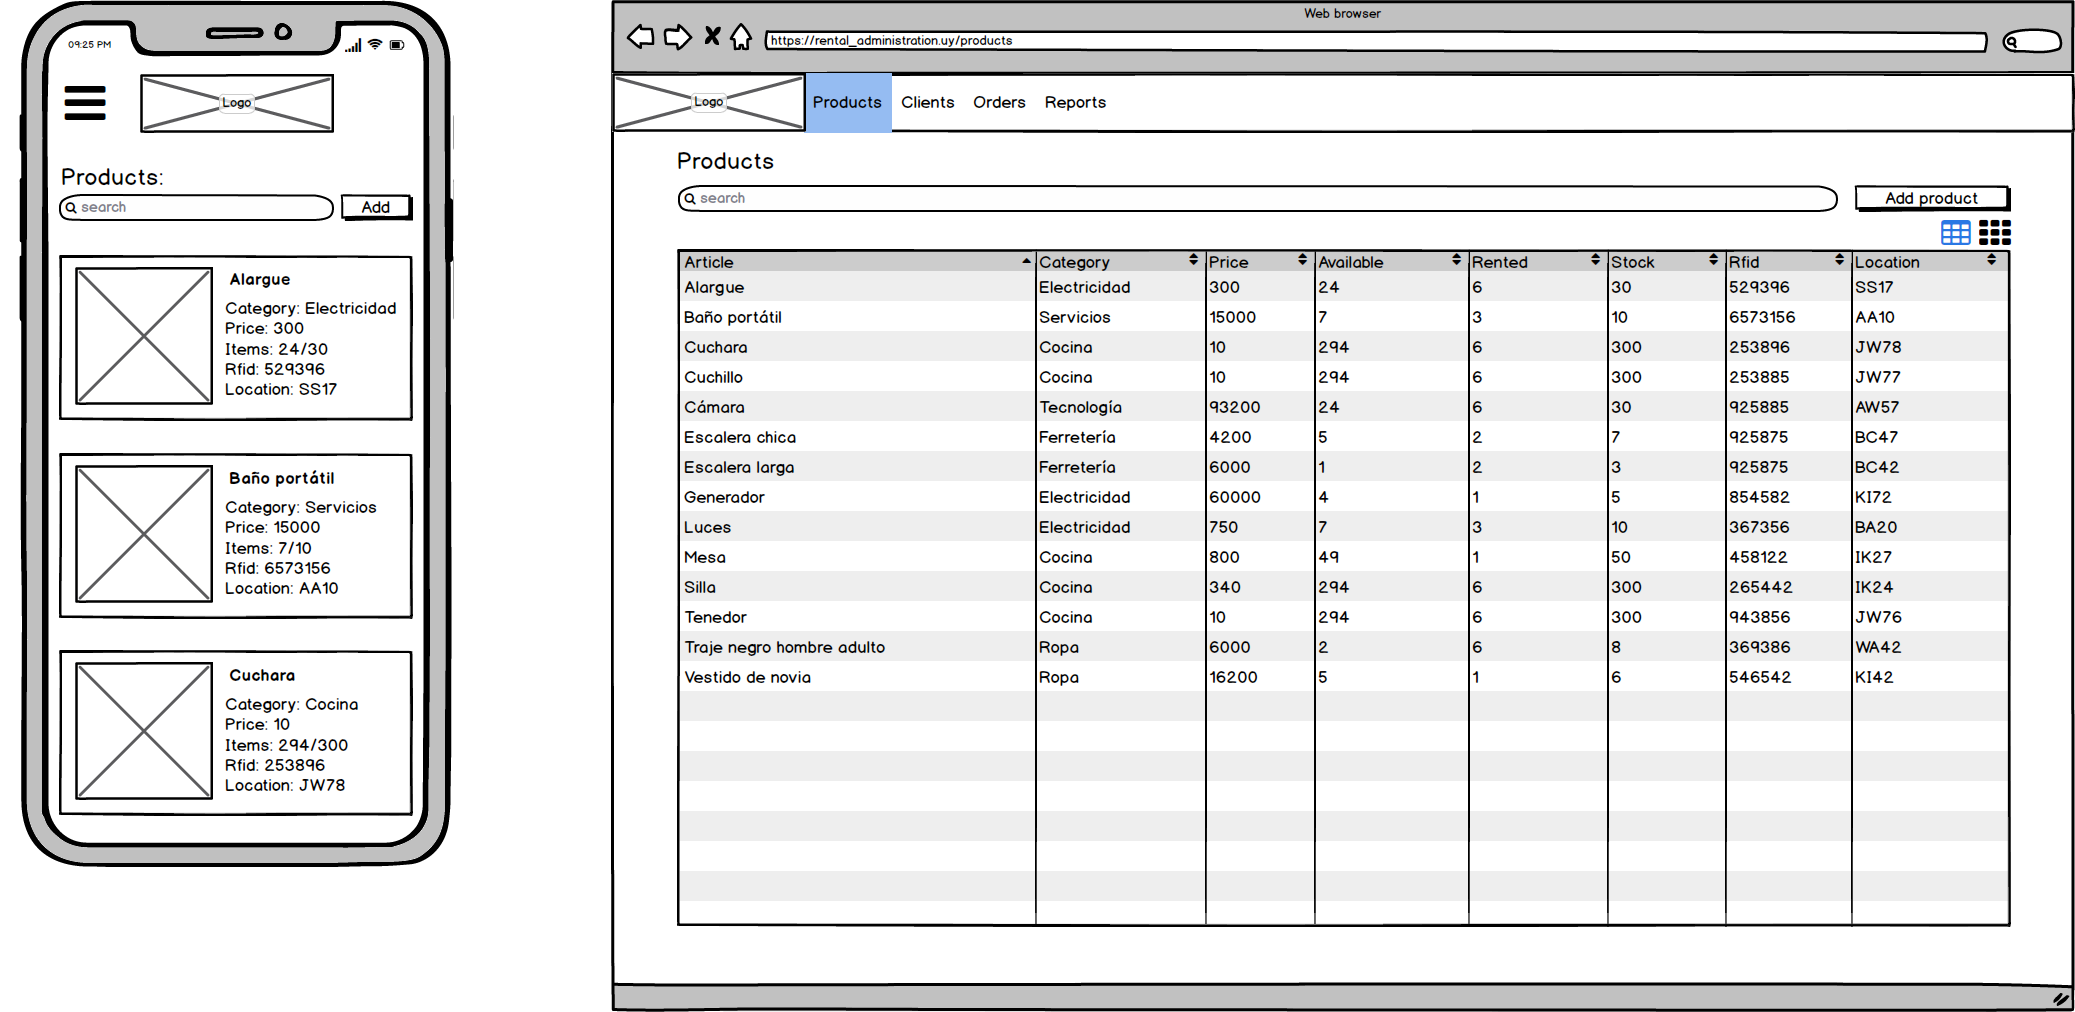 09:25 PM
Logo
Products:
search
Add
Alargue
Category: Electricidad
Price: 300
Items: 24/30
Rfid: 529396
Location: SS17
Baño portátil
Category: Servicios
Price: 15000
Items: 7/10
Rfid: 6573156
Location: AA10
Cuchara
Category: Cocina
Price: 10
Items: 294/300
Rfid: 253896
Location: JW78
Web browser
https://rental_administration.uy/products
Logo Products Clients Orders Reports
Products
search
Add product
Article Category Price Available Rented Stock Rfid Location
Alargue Electricidad 300 24 6 30 529396 SS17
Baño portátil Servicios 15000 7 3 10 6573156 AA10
Cuchara Cocina 10 294 6 300 253896 JW78
Cuchillo Cocina 10 294 6 300 253885 JW77
Cámara Tecnología 93200 24 6 30 925885 AW57
Escalera chica Ferretería 4200 5 2 7 925875 BC47
Escalera larga Ferretería 6000 1 2 3 925875 BC42
Generador Electricidad 60000 4 1 5 854582 KI72
Luces Electricidad 750 7 3 10 367356 BA20
Mesa Cocina 800 49 1 50 458122 IK27
Silla Cocina 340 294 6 300 265442 IK24
Tenedor Cocina 10 294 6 300 943856 JW76
Traje negro hombre adulto Ropa 6000 2 6 8 369386 WA42
Vestido de novia Ropa 16200 5 1 6 546542 KI42